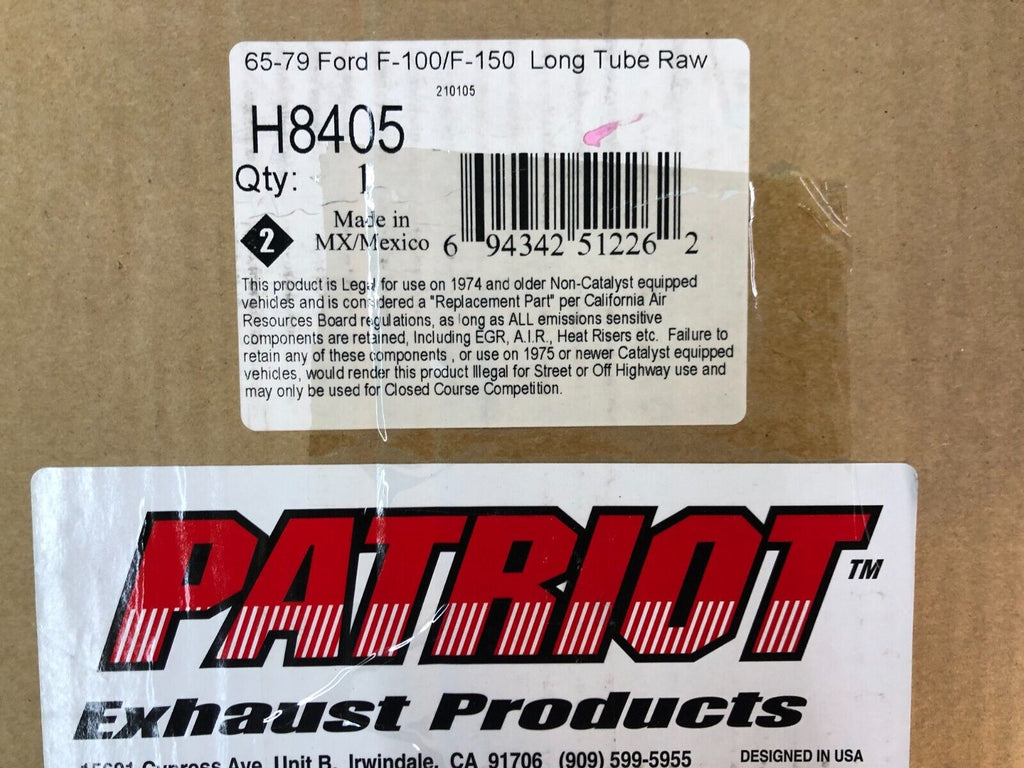 65-79 Ford F-100/F-150 Long Tube Raw
210105
H8405
Qty: 1
2
Made in
MX/Mexico
6 94342 51226 2
This product is Legal for use on 1974 and older Non-Catalyst equipped
vehicles and is considered a "Replacement Part" per California Air
Resources Board regulations, as long as ALL emissions sensitive
components are retained, Including EGR, A.I.R., Heat Risers etc. Failure to
retain any of these components , or use on 1975 or newer Catalyst equipped
vehicles, would render this product Illegal for Street or Off Highway use and
may only be used for Closed Course Competition.
PATRIOT TM
Exhaust Products
Cypress Ave. Unit B, Irwindale, CA 91706 (909) 599-5955
DESIGNED IN USA